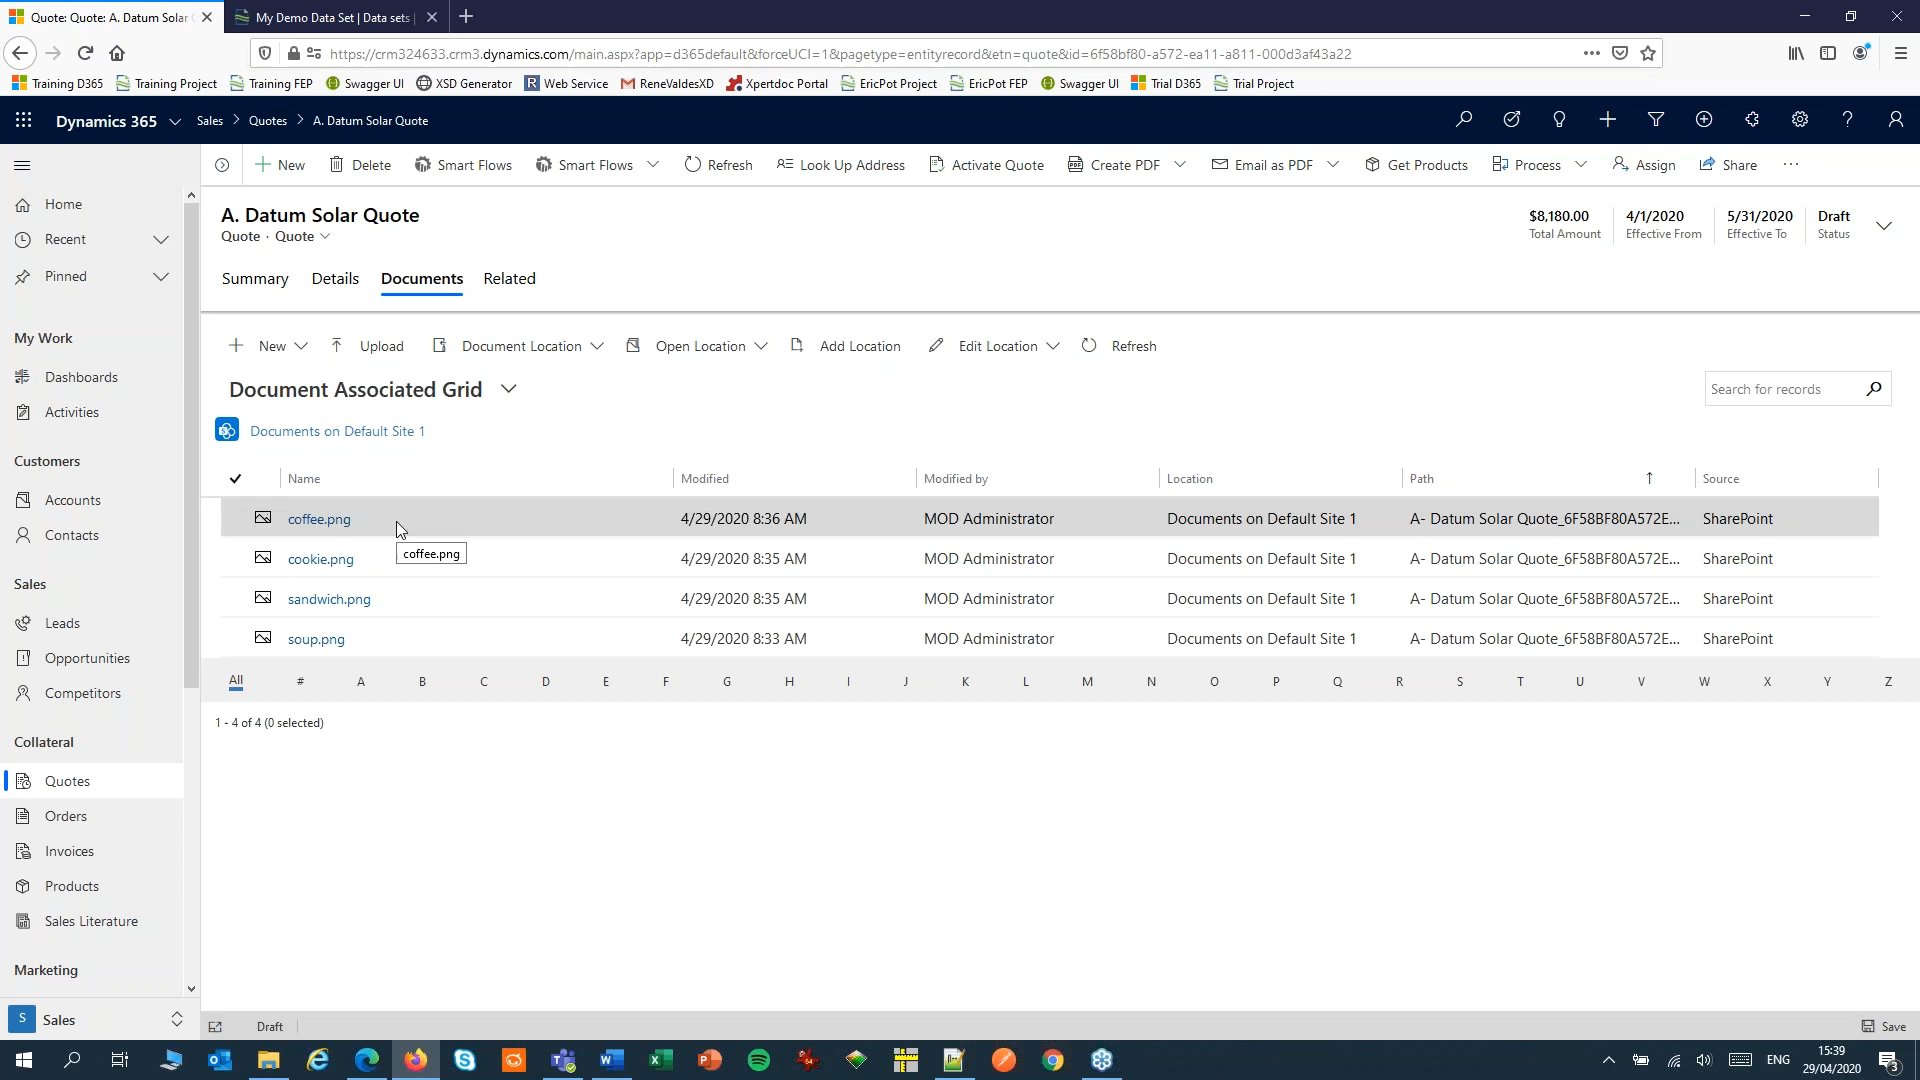 Quote: Quote: A. Datum Solar
My Demo Data Set | Data sets |
https://crm324633.crm3.dynamics.com/main.aspx?app=d365default&forceUCI=1&pagetype=entityrecord&etn=quote&id=6f58bf80-a572-ea11-a811-000d3af43a22
Training D365 Training Project Training FEP Swagger UI XSD Generator Web Service ReneValdesXD Xpertdoc Portal EricPot Project EricPot FEP Swagger UI Trial D365 Trial Project
Dynamics 365 Sales > Quotes > A. Datum Solar Quote
New Delete Smart Flows Smart Flows Refresh Look Up Address Activate Quote Create PDF Email as PDF Get Products Process Assign Share
Home
Recent
Pinned
My Work
Dashboards
Activities
Customers
Accounts
Contacts
Sales
Leads
Opportunities
Competitors
Collateral
Quotes
Orders
Invoices
Products
Sales Literature
Marketing
S Sales
A. Datum Solar Quote
Quote · Quote
$8,180.00 4/1/2020 5/31/2020 Draft
Total Amount Effective From Effective To Status
Summary Details Documents Related
New Upload Document Location Open Location Add Location Edit Location Refresh
Document Associated Grid
Search for records
Documents on Default Site 1
Name Modified Modified by Location Path Source
coffee.png 4/29/2020 8:36 AM MOD Administrator Documents on Default Site 1 A- Datum Solar Quote_6F58BF80A572E... SharePoint
coffee.png
cookie.png 4/29/2020 8:35 AM MOD Administrator Documents on Default Site 1 A- Datum Solar Quote_6F58BF80A572E... SharePoint
sandwich.png 4/29/2020 8:35 AM MOD Administrator Documents on Default Site 1 A- Datum Solar Quote_6F58BF80A572E... SharePoint
soup.png 4/29/2020 8:33 AM MOD Administrator Documents on Default Site 1 A- Datum Solar Quote_6F58BF80A572E... SharePoint
All # A B C D E F G H I J K L M N O P Q R S T U V W X Y Z
1 - 4 of 4 (0 selected)
Draft
Save
ENG
15:39
29/04/2020
3